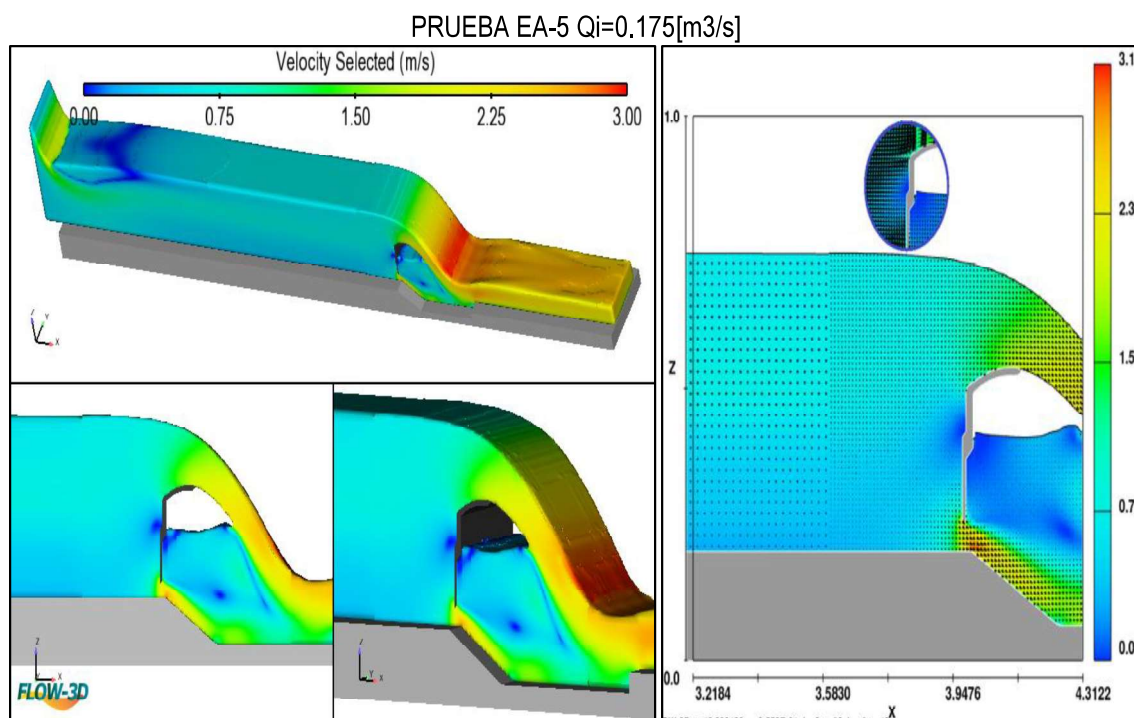 PRUEBA EA-5 Qi=0.175[m3/s]
Velocity Selected (m/s)
0.00 0.75 1.50 2.25 3.00
Z Y X
Z
Y X
FLOW-3D
Z
Y X
3.1
2.3
1.5
0.7
0.0
1.0
Z
0.0
3.2184 3.5830 3.9476 4.3122
X